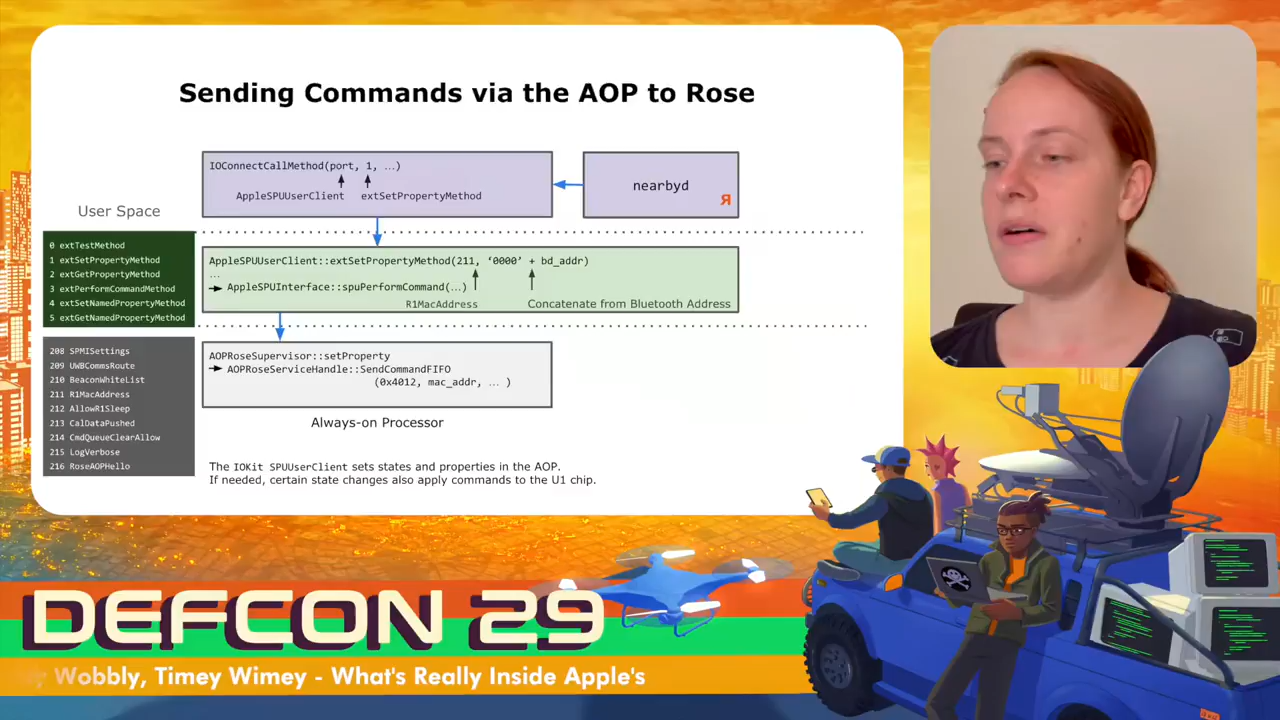 Sending Commands via the AOP to Rose
IOConnectCallMethod(port, 1, …)
AppleSPUUserClient extSetPropertyMethod
nearbyd
Я
User Space
0 extTestMethod
1 extSetPropertyMethod
2 extGetPropertyMethod
3 extPerformCommandMethod
4 extSetNamedPropertyMethod
5 extGetNamedPropertyMethod
AppleSPUUserClient::extSetPropertyMethod(211, ‘0000’ + bd_addr)
…
AppleSPUInterface::spuPerformCommand(…)
R1MacAddress
Concatenate from Bluetooth Address
208 SPMISettings
209 UWBCommsRoute
210 BeaconWhiteList
211 R1MacAddress
212 AllowR1Sleep
213 CalDataPushed
214 CmdQueueClearAllow
215 LogVerbose
216 RoseAOPHello
AOPRoseSupervisor::setProperty
AOPRoseServiceHandle::SendCommandFIFO
(0x4012, mac_addr, … )
Always-on Processor
The IOKit SPUUserClient sets states and properties in the AOP.
If needed, certain state changes also apply commands to the U1 chip.
DEFCON 29
y Wobbly, Timey Wimey - What's Really Inside Apple's